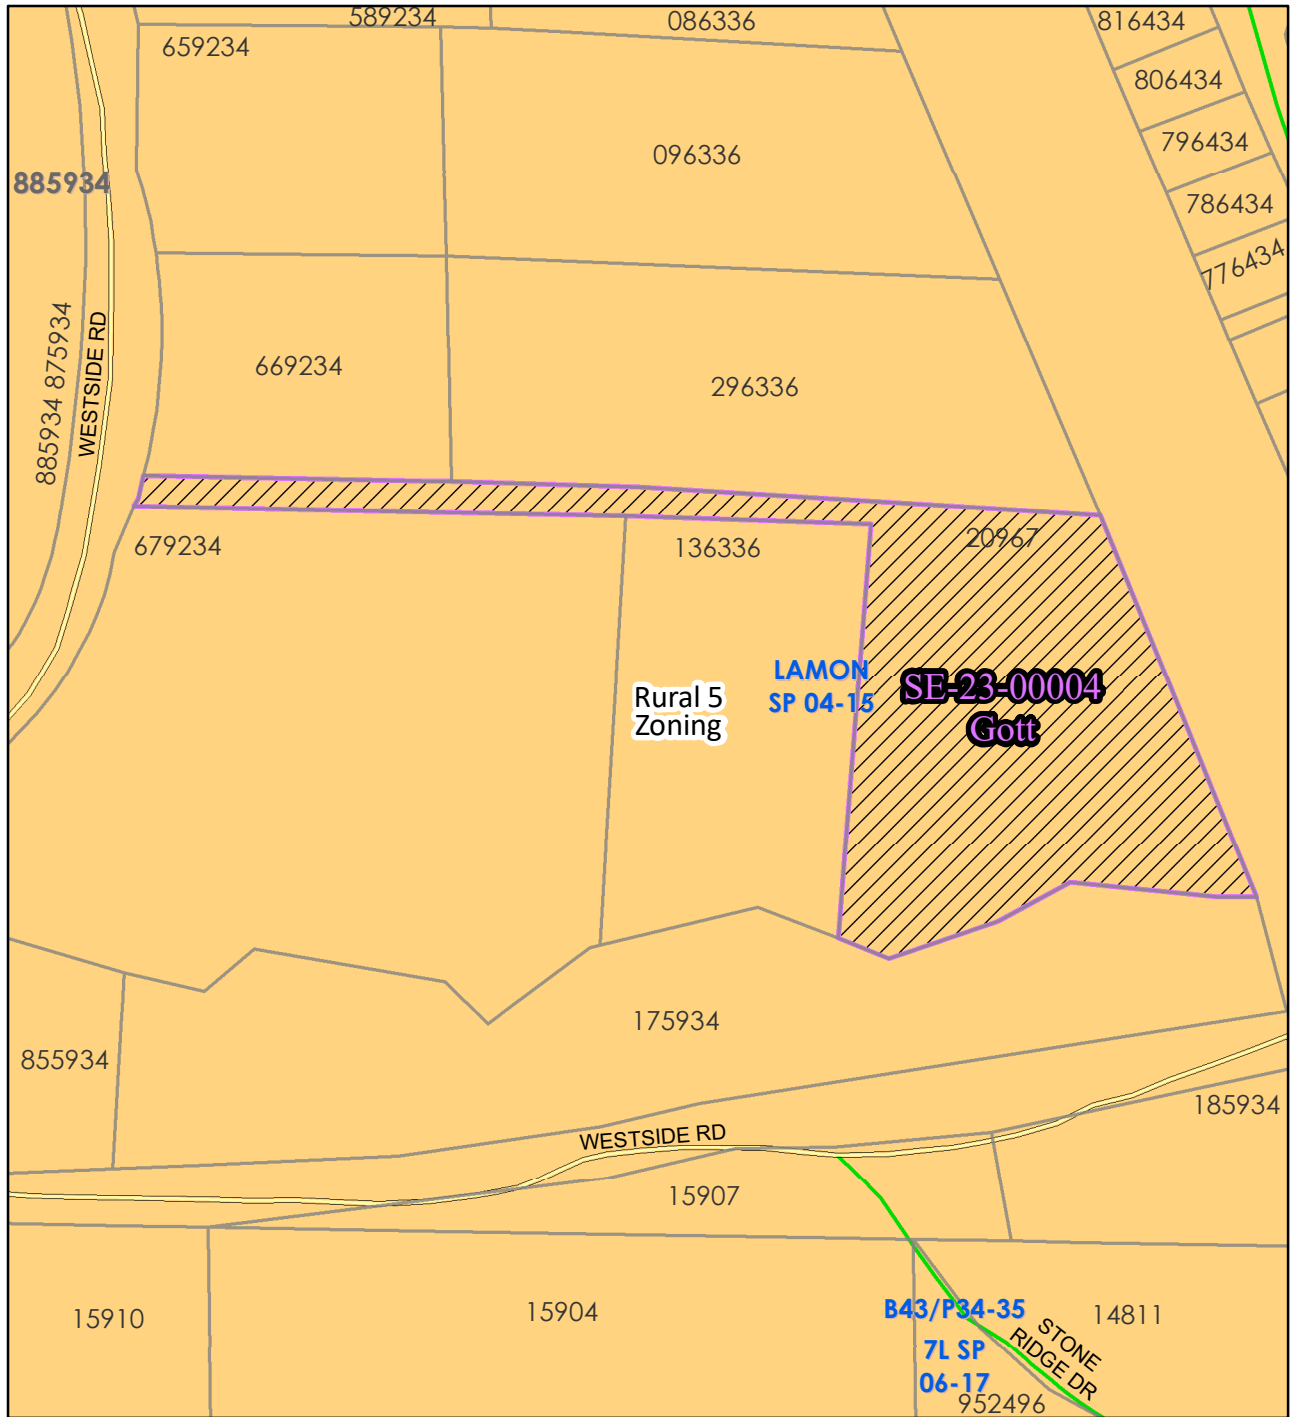 589234
086336
816434
659234
806434
096336
796434
885934
786434
776434
885934 875934
WESTSIDE RD
669234
296336
679234
136336
20967
LAMON
SP 04-15
SE-23-00004
Gott
Rural 5
Zoning
175934
855934
185934
WESTSIDE RD
15907
15910
15904
B43/P34-35
7L SP
06-17
STONE
RIDGE DR
14811
952496